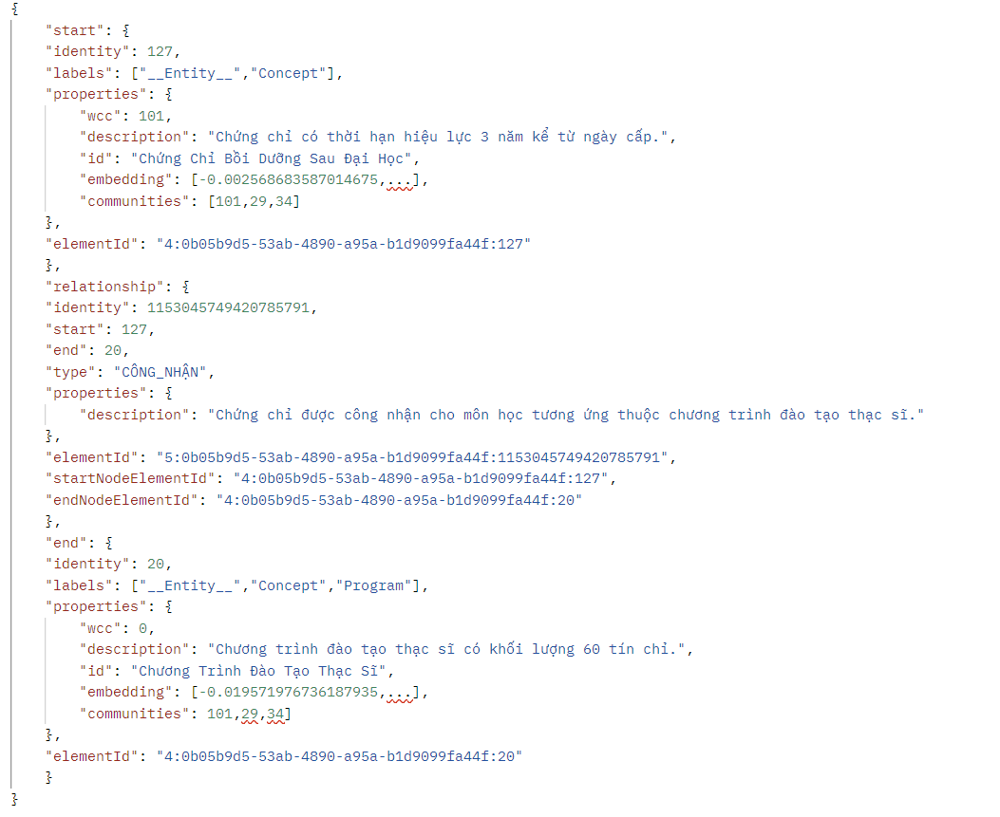 {
"start": {
"identity": 127,
"labels": ["__Entity__","Concept"],
"properties": {
"wcc": 101,
"description": "Chứng chỉ có thời hạn hiệu lực 3 năm kể từ ngày cấp.",
"id": "Chứng Chỉ Bồi Dưỡng Sau Đại Học",
"embedding": [-0.002568683587014675,...],
"communities": [101,29,34]
},
"elementId": "4:0b05b9d5-53ab-4890-a95a-b1d9099fa44f:127"
},
"relationship": {
"identity": 1153045749420785791,
"start": 127,
"end": 20,
"type": "CÔNG_NHẬN",
"properties": {
"description": "Chứng chỉ được công nhận cho môn học tương ứng thuộc chương trình đào tạo thạc sĩ."
},
"elementId": "5:0b05b9d5-53ab-4890-a95a-b1d9099fa44f:1153045749420785791",
"startNodeElementId": "4:0b05b9d5-53ab-4890-a95a-b1d9099fa44f:127",
"endNodeElementId": "4:0b05b9d5-53ab-4890-a95a-b1d9099fa44f:20"
},
"end": {
"identity": 20,
"labels": ["__Entity__","Concept","Program"],
"properties": {
"wcc": 0,
"description": "Chương trình đào tạo thạc sĩ có khối lượng 60 tín chỉ.",
"id": "Chương Trình Đào Tạo Thạc Sĩ",
"embedding": [-0.019571976736187935,...],
"communities": 101,29,34]
},
"elementId": "4:0b05b9d5-53ab-4890-a95a-b1d9099fa44f:20"
}
}